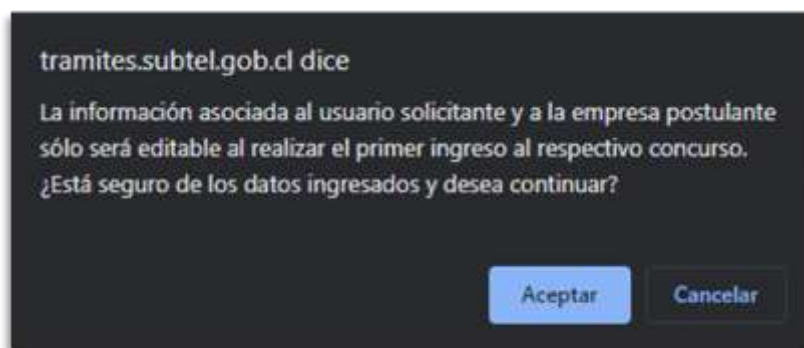 tramites.subtel.gob.cl dice
La información asociada al usuario solicitante y a la empresa postulante
sólo será editable al realizar el primer ingreso al respectivo concurso.
¿Está seguro de los datos ingresados y desea continuar?
Aceptar
Cancelar